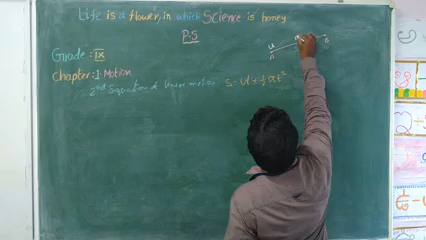 Life is a flower, in which Science is honey
P.S
Grade: IX
Chapter: 1. Motion
2nd Equation of linear motion S = ut + ½ at²
u
A
B